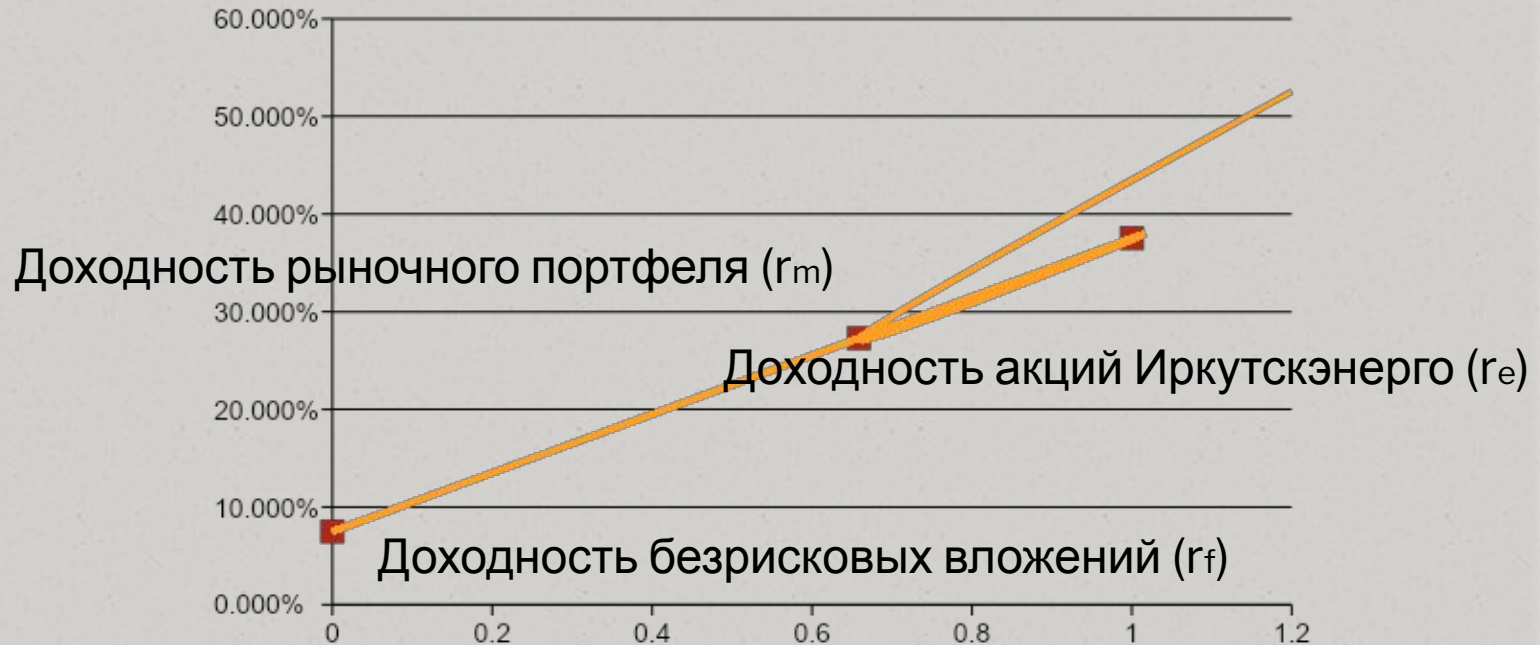 60.000%
50.000%
40.000%
Доходность рыночного портфеля (rm)
30.000%
Доходность акций Иркутскэнерго (re)
20.000%
10.000%
Доходность безрисковых вложений (rf)
0.000%
0 0.2 0.4 0.6 0.8 1 1.2